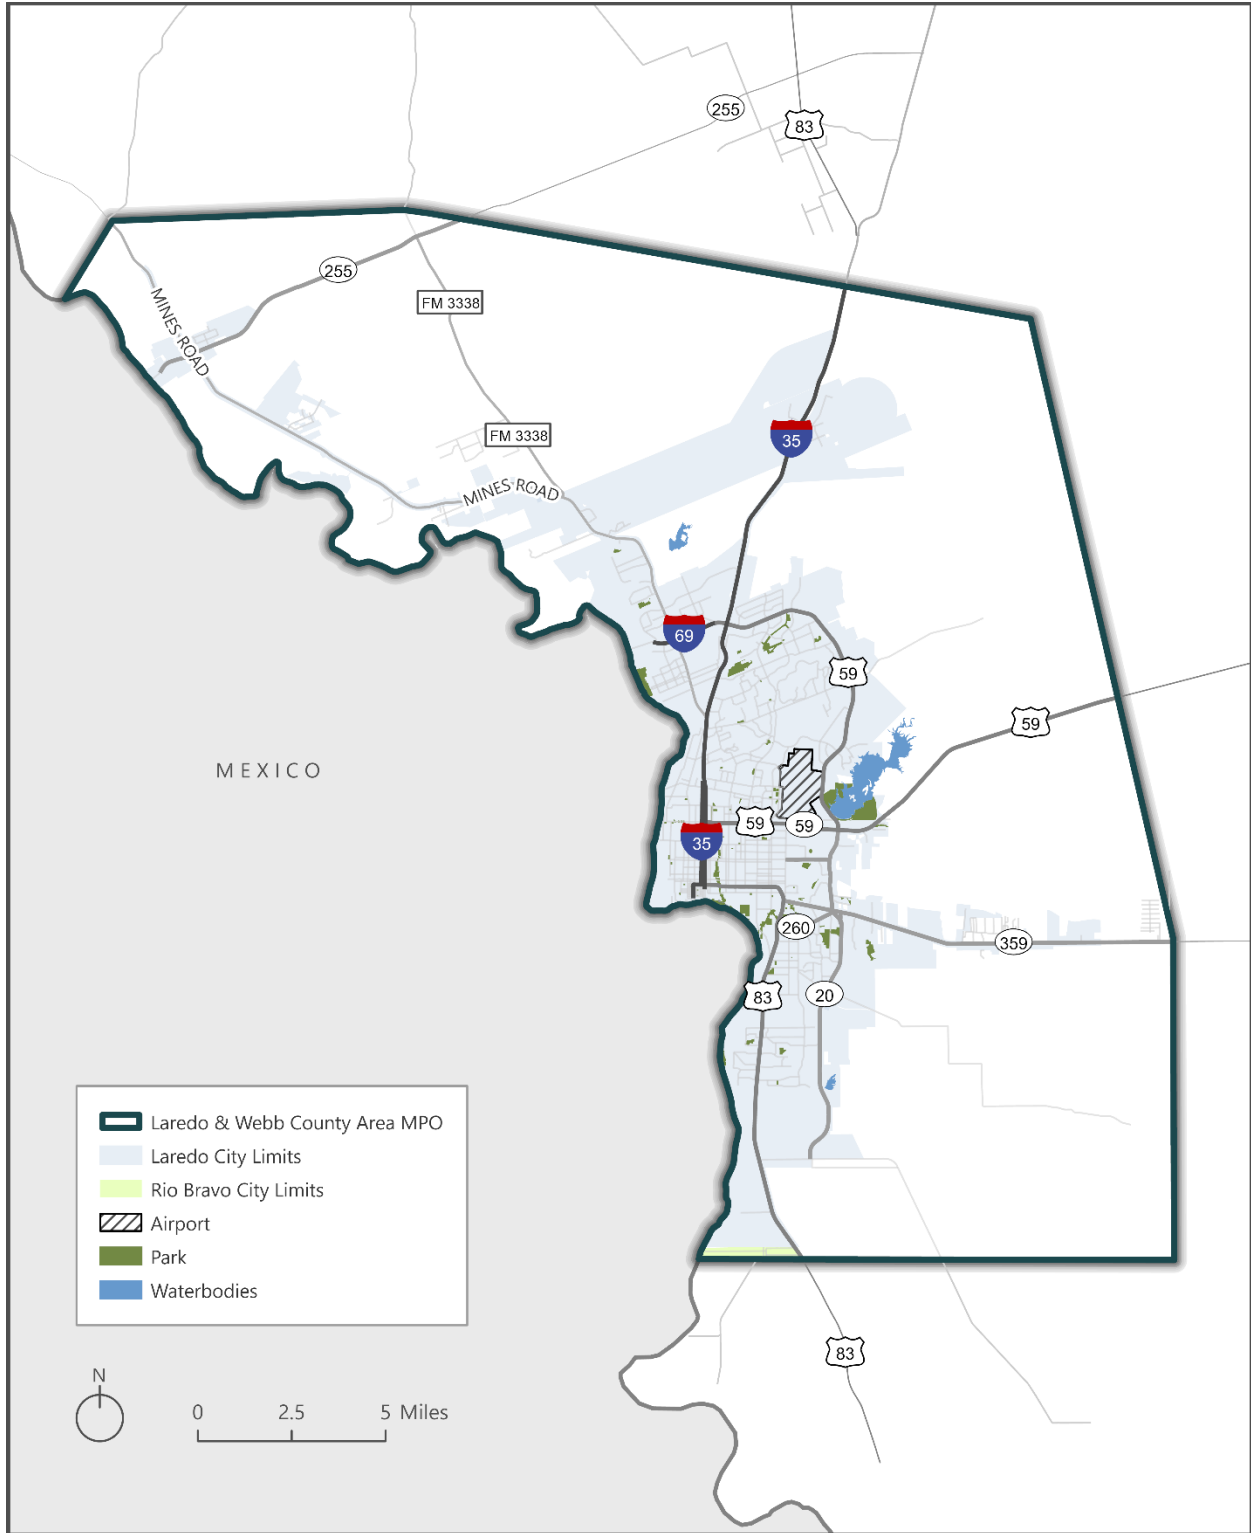 255
83
255
FM 3338
MINES ROAD
35
FM 3338
MINES ROAD
69
59
59
MEXICO
59
59
35
260
359
83
20
Laredo & Webb County Area MPO
Laredo City Limits
Rio Bravo City Limits
Airport
Park
Waterbodies
83
N
0 2.5 5 Miles